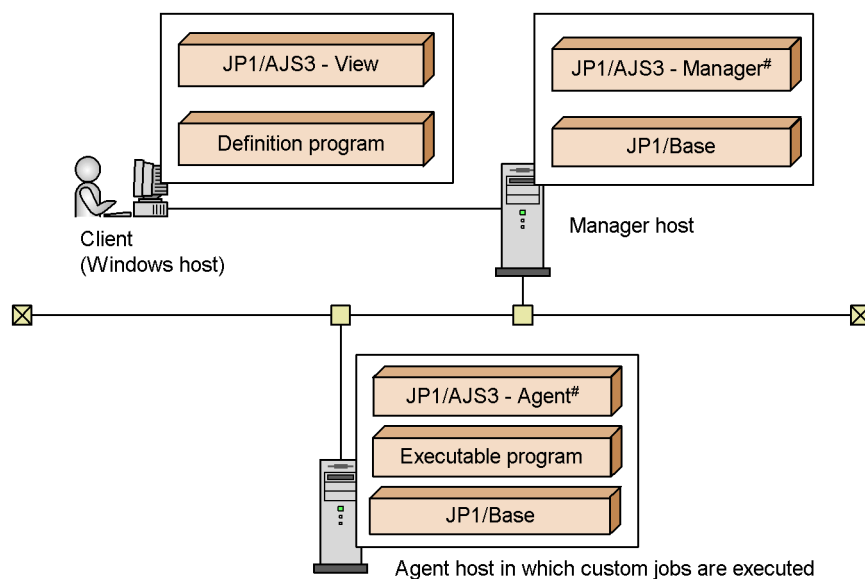 JP1/AJS3 - View
Definition program
Client
(Windows host)
JP1/AJS3 - Manager#
JP1/Base
Manager host
JP1/AJS3 - Agent#
Executable program
JP1/Base
Agent host in which custom jobs are executed